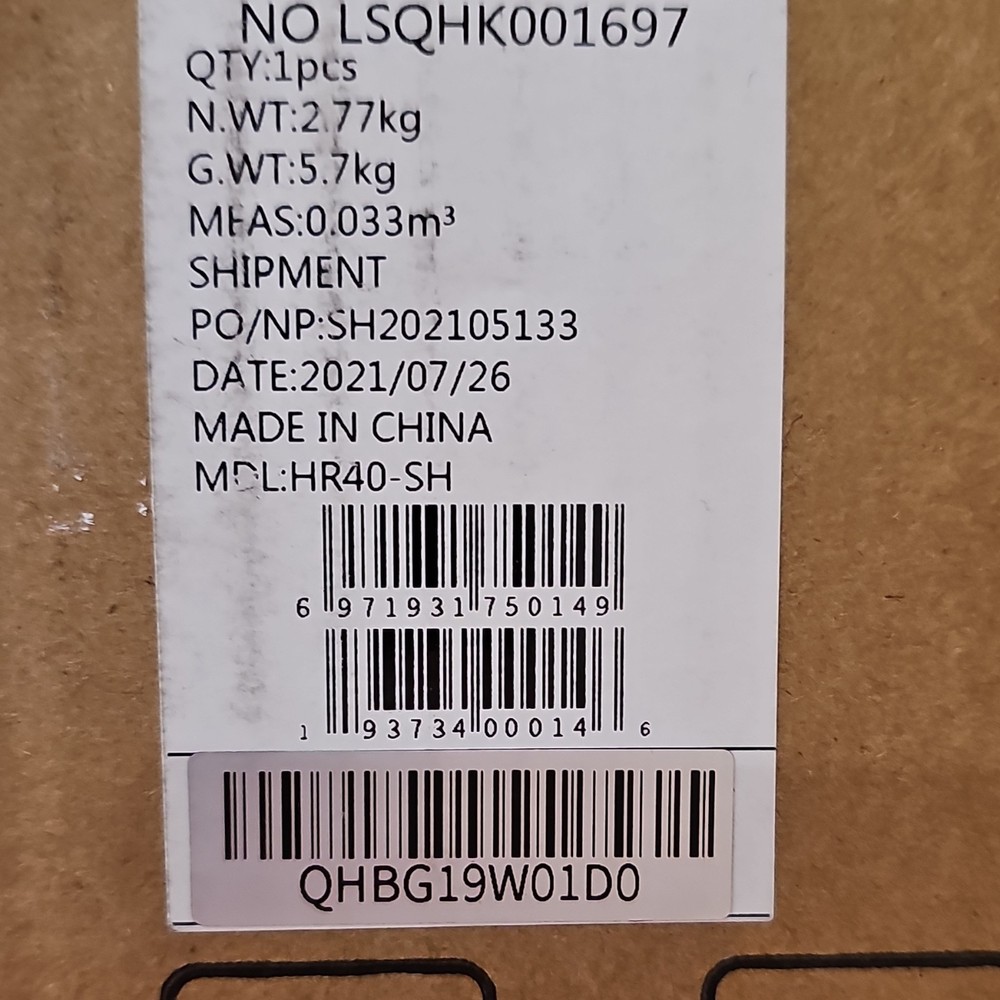 NO LSQHK001697
QTY:1pcs
N.WT:2.77kg
G.WT:5.7kg
MEAS:0.033m³
SHIPMENT
PO/NP:SH202105133
DATE:2021/07/26
MADE IN CHINA
MDL:HR40-SH
6 971931 750149
1 93734 00014 6
QHBG19W01D0